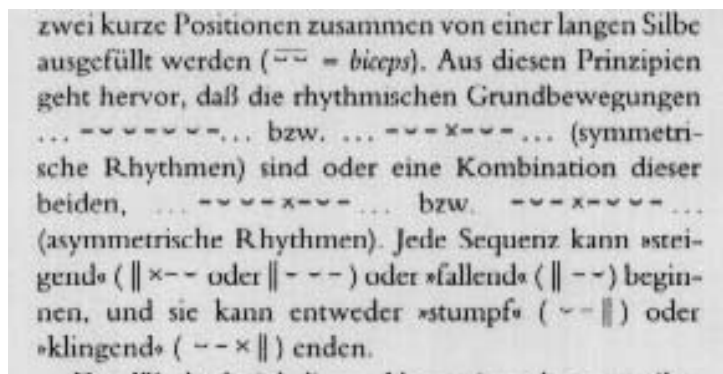 zwei kurze Positionen zusammen von einer langen Silbe
ausgefüllt werden ( ⏔ = biceps). Aus diesen Prinzipien
geht hervor, daß die rhythmischen Grundbewegungen
... – ⏑ – ⏑ ⏑ – ... bzw. ... – ⏑ – × – ⏑ – ... (symmetri-
sche Rhythmen) sind oder eine Kombination dieser
beiden, ... – ⏑ ⏑ – × – ⏑ – ... bzw. – ⏑ – × – ⏑ ⏑ – ...
(asymmetrische Rhythmen). Jede Sequenz kann »stei-
gend« ( ‖ × – ⏑ oder ‖ ⏑ ⏑ – ) oder »fallend« ( ‖ – ⏑ ) begin-
nen, und sie kann entweder »stumpf« ( ⏑ – ‖ ) oder
»klingend« ( ⏑ – × ‖ ) enden.